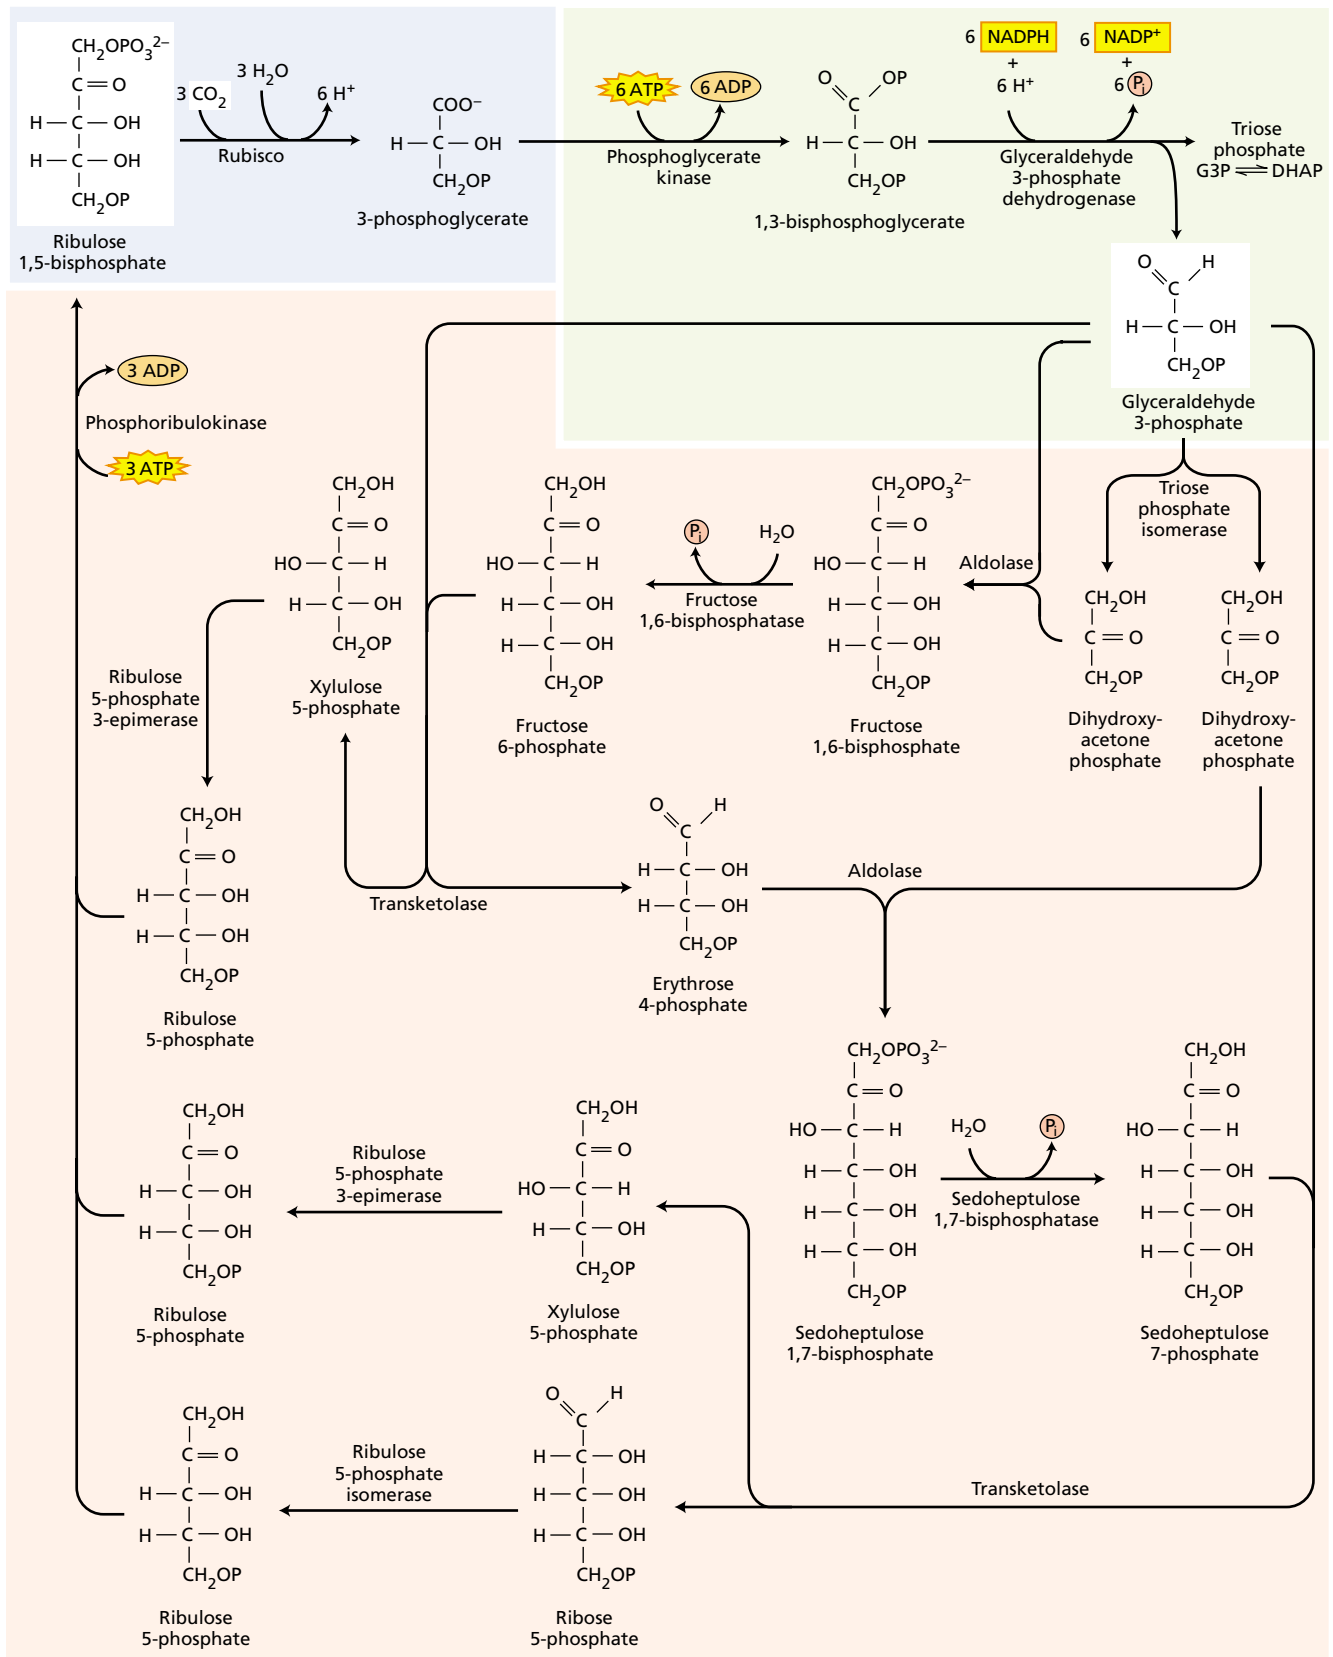 CH2OPO3 2–
C=O
H—C—OH
H—C—OH
CH2OP
Ribulose
1,5-bisphosphate
3 CO2
3 H2O
6 H+
Rubisco
COO–
H—C—OH
CH2OP
3-phosphoglycerate
6 ATP
6 ADP
Phosphoglycerate
kinase
O
OP
C
H—C—OH
CH2OP
1,3-bisphosphoglycerate
6 NADPH
+
6 H+
6 NADP+
+
6 Pi
Glyceraldehyde
3-phosphate
dehydrogenase
Triose
phosphate
G3P ⇌ DHAP
O
H
C
H—C—OH
CH2OP
Glyceraldehyde
3-phosphate
3 ADP
Phosphoribulokinase
3 ATP
CH2OH
C=O
HO—C—H
H—C—OH
CH2OP
Xylulose
5-phosphate
CH2OH
C=O
HO—C—H
H—C—OH
H—C—OH
CH2OP
Fructose
6-phosphate
Pi
H2O
Fructose
1,6-bisphosphatase
CH2OPO3 2–
C=O
HO—C—H
H—C—OH
H—C—OH
CH2OP
Fructose
1,6-bisphosphate
Aldolase
Triose
phosphate
isomerase
CH2OH
C=O
CH2OP
Dihydroxy-
acetone
phosphate
CH2OH
C=O
CH2OP
Dihydroxy-
acetone
phosphate
Ribulose
5-phosphate
3-epimerase
CH2OH
C=O
H—C—OH
H—C—OH
CH2OP
Ribulose
5-phosphate
Transketolase
O
H
C
H—C—OH
H—C—OH
CH2OP
Erythrose
4-phosphate
Aldolase
CH2OPO3 2–
C=O
HO—C—H
H—C—OH
H—C—OH
H—C—OH
CH2OP
Sedoheptulose
1,7-bisphosphate
H2O
Pi
Sedoheptulose
1,7-bisphosphatase
CH2OH
C=O
HO—C—H
H—C—OH
H—C—OH
H—C—OH
CH2OP
Sedoheptulose
7-phosphate
CH2OH
C=O
H—C—OH
H—C—OH
CH2OP
Ribulose
5-phosphate
Ribulose
5-phosphate
3-epimerase
CH2OH
C=O
HO—C—H
H—C—OH
CH2OP
Xylulose
5-phosphate
CH2OH
C=O
H—C—OH
H—C—OH
CH2OP
Ribulose
5-phosphate
Ribulose
5-phosphate
isomerase
O
H
C
H—C—OH
H—C—OH
H—C—OH
CH2OP
Ribose
5-phosphate
Transketolase